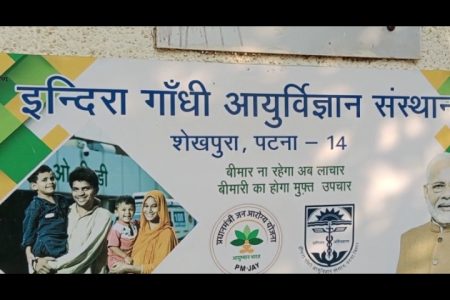 इन्दिरा गाँधी आयुर्विज्ञान संस्थान
शेखपुरा, पटना – 14
बीमार ना रहेगा अब लाचार
बीमारी का होगा मुफ्त उपचार
प्रधानमंत्री जन आरोग्य योजना
आयुष्मान भारत
PM-JAY